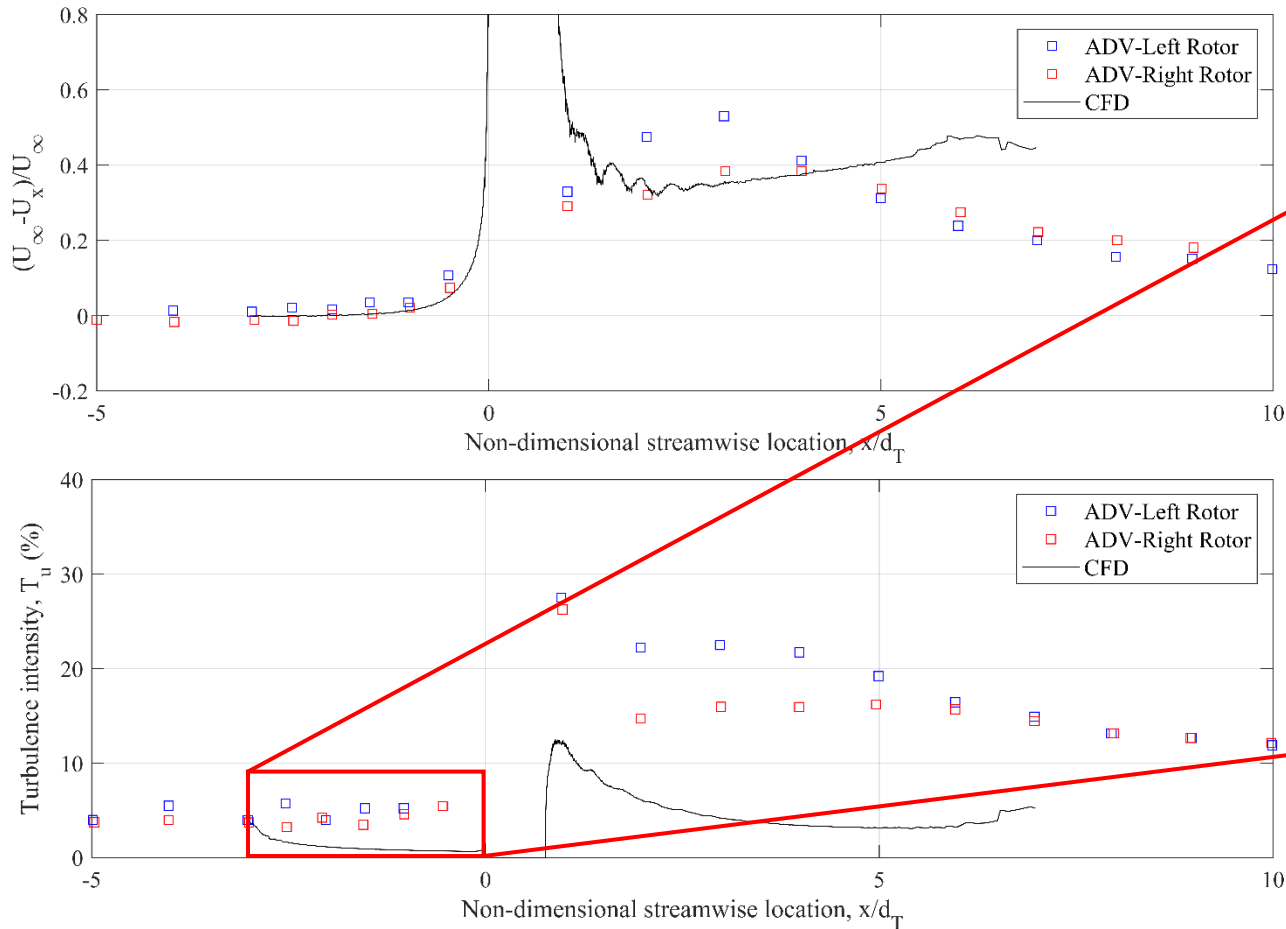 0.8
0.6
0.4
0.2
0
-0.2
(U∞-UX)/U∞
ADV-Left Rotor
ADV-Right Rotor
CFD
-5
0
5
10
Non-dimensional streamwise location, x/dT
40
30
20
10
0
Turbulence intensity, Tu (%)
ADV-Left Rotor
ADV-Right Rotor
CFD
-5
0
5
10
Non-dimensional streamwise location, x/dT